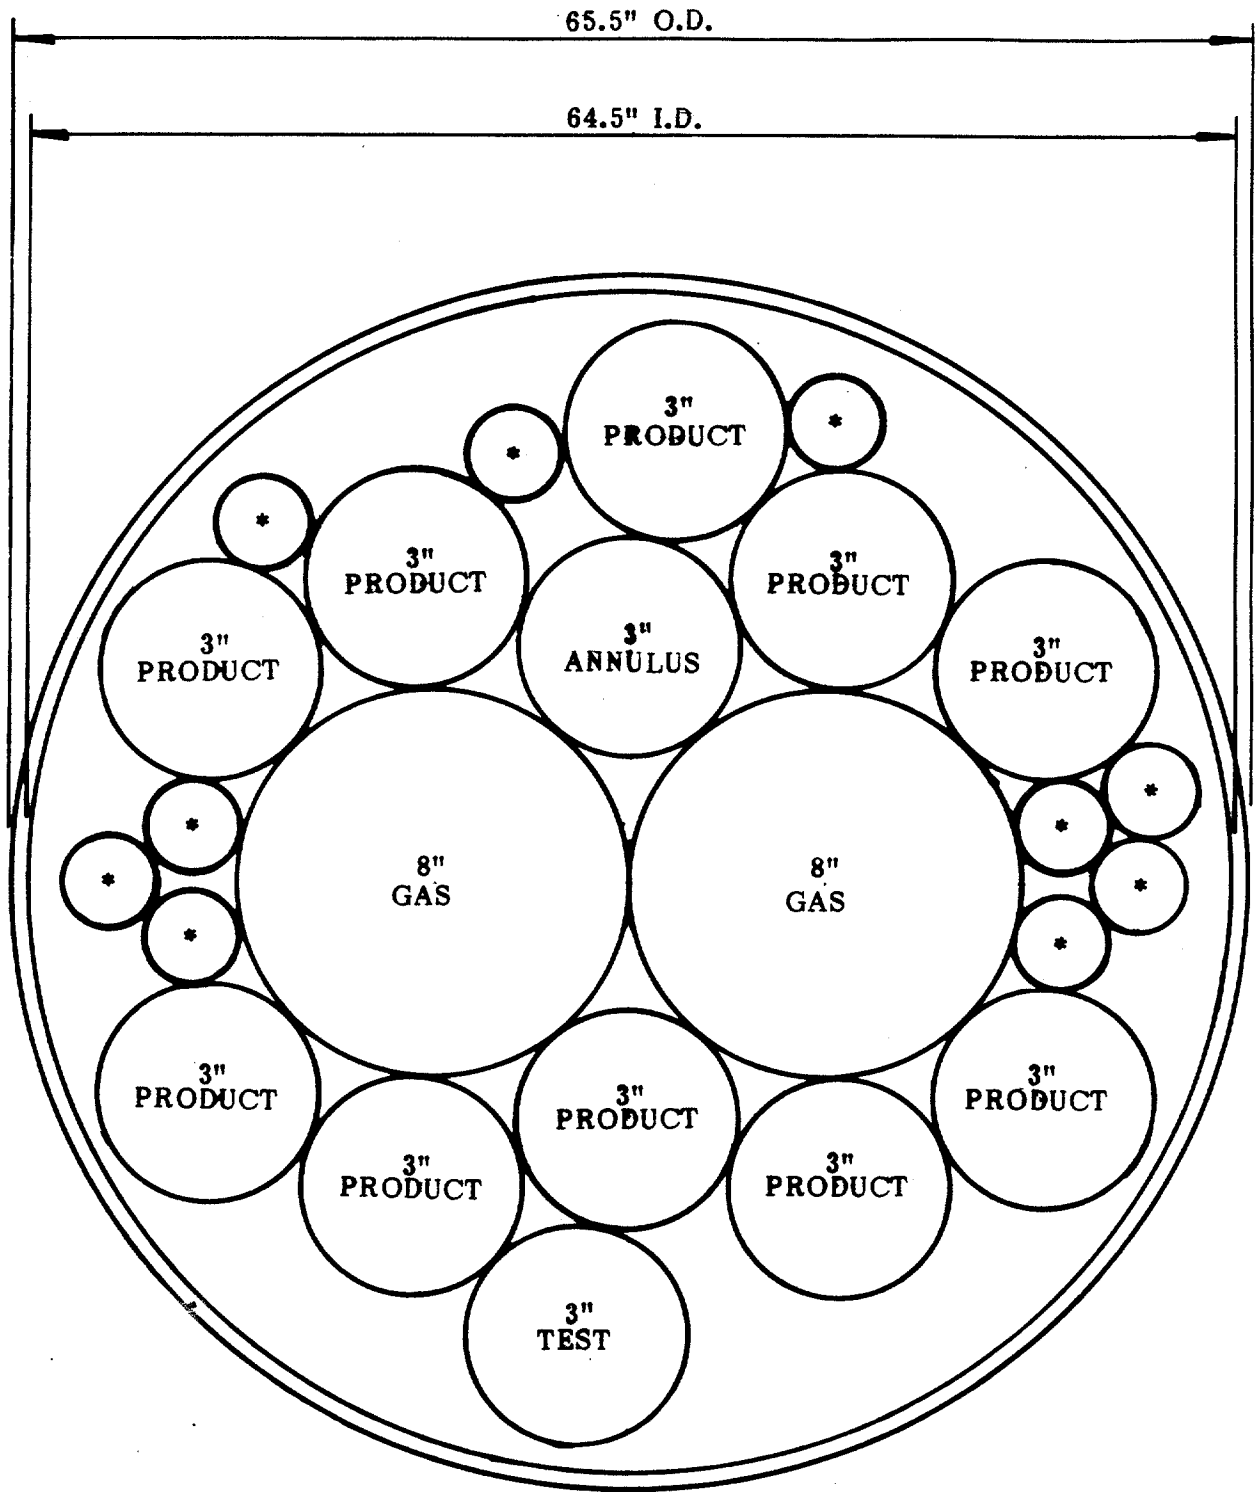 65.5" O.D.
64.5" I.D.
*
3"
PRODUCT
*
*
3"
PRODUCT
3"
PRODUCT
3"
PRODUCT
3"
ANNULUS
3"
PRODUCT
*
*
*
8"
GAS
8"
GAS
*
*
*
*
3"
PRODUCT
3"
PRODUCT
3"
PRODUCT
3"
PRODUCT
3"
PRODUCT
3"
TEST